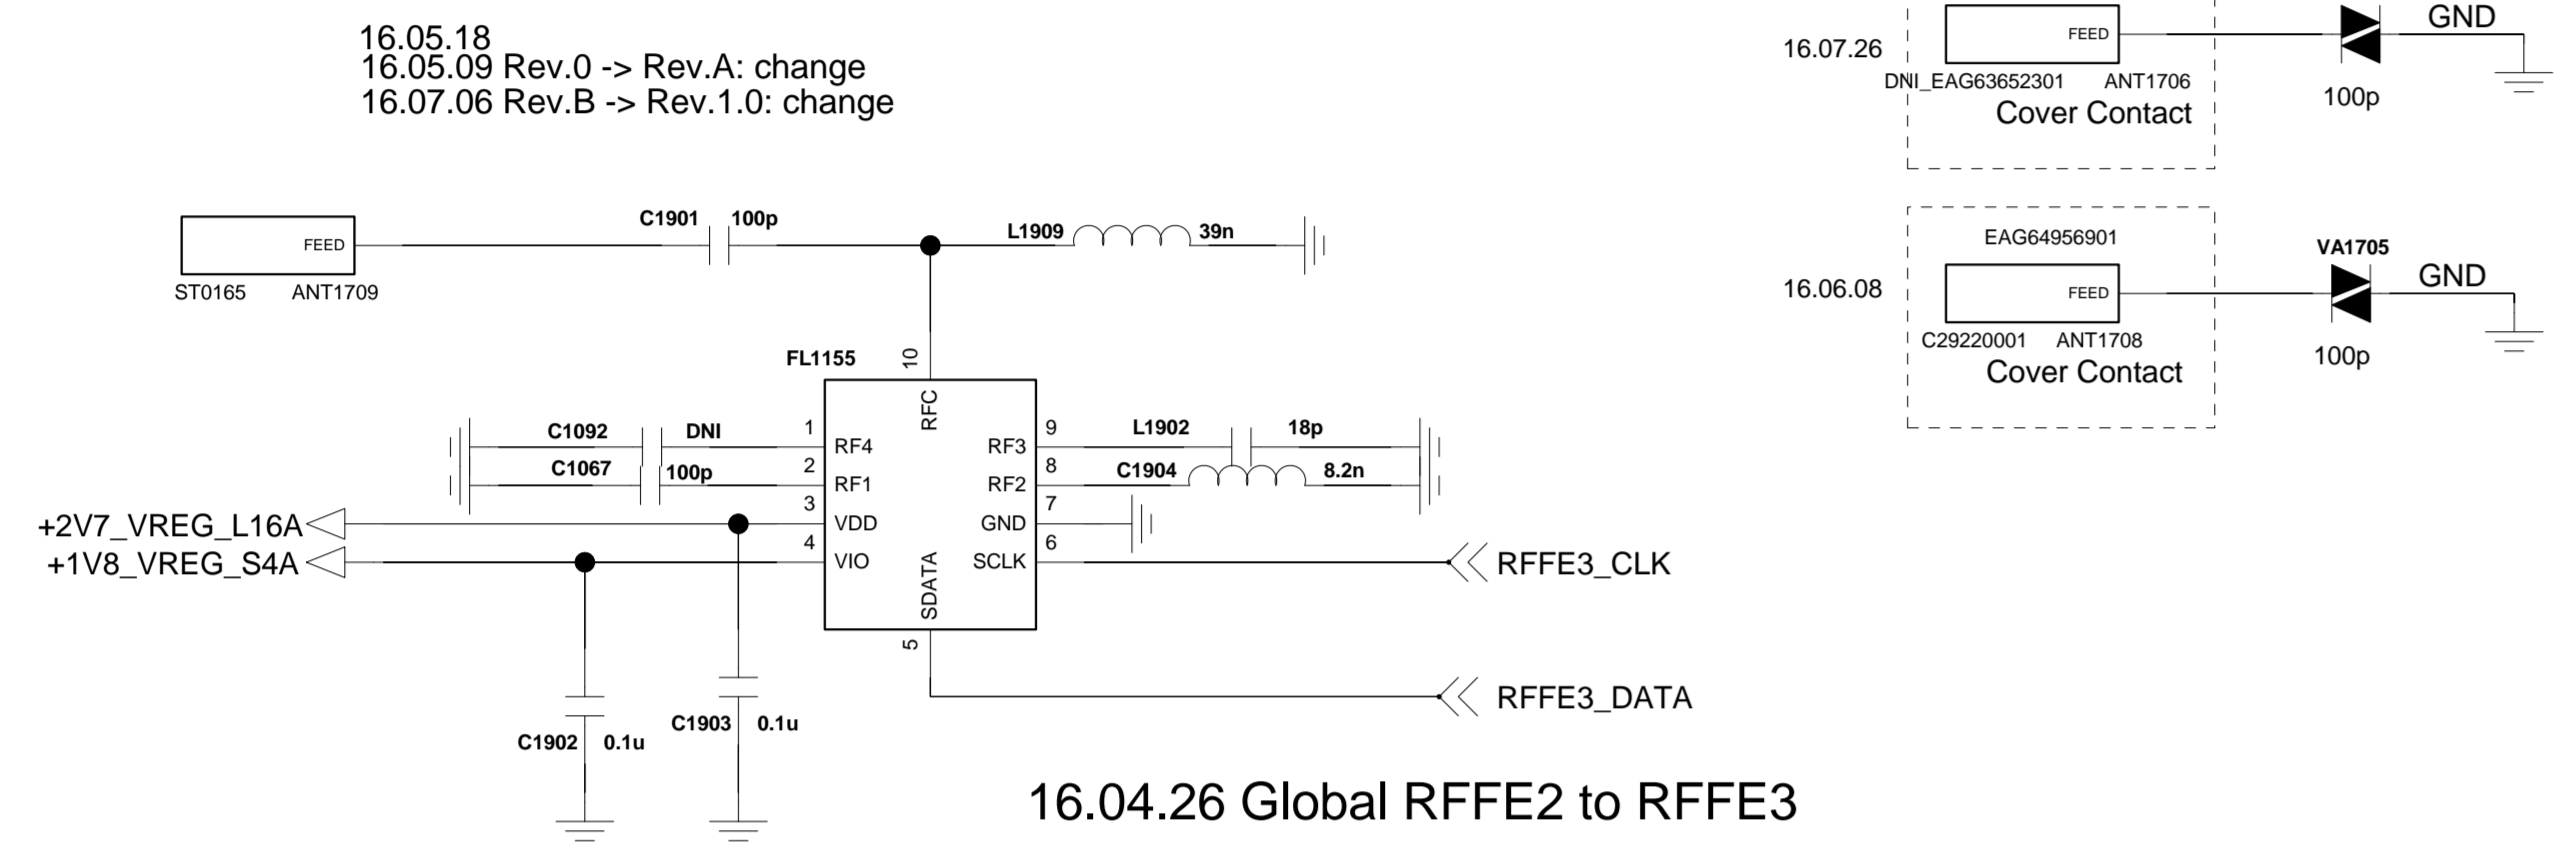 16.05.18
16.05.09 Rev.0 -> Rev.A: change
16.07.06 Rev.B -> Rev.1.0: change
GND
16.07.26
FEED
DNI_EAG63652301 ANT1706
100p
Cover Contact
C1901 100p
L1909 39n
FEED
ST0165 ANT1709
EAG64956901
VA1705
GND
16.06.08
FEED
C29220001 ANT1708
100p
Cover Contact
FL1155
10
RFC
C1092 DNI
1
RF4
C1067 100p
2
RF1
+2V7_VREG_L16A
3
VDD
+1V8_VREG_S4A
4
VIO
9
RF3
L1902 18p
8
RF2
C1904 8.2n
7
GND
6
SCLK
RFFE3_CLK
SDATA
5
RFFE3_DATA
C1903 0.1u
C1902 0.1u
16.04.26 Global RFFE2 to RFFE3